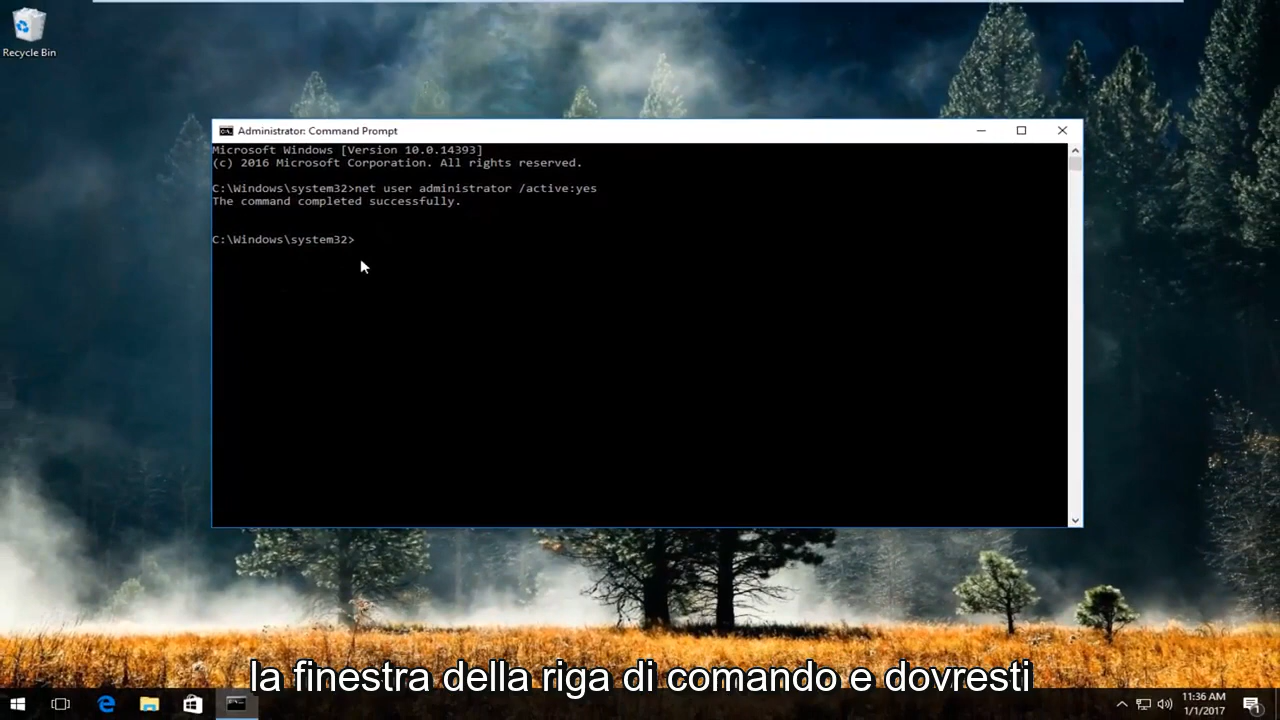 Recycle Bin
Administrator: Command Prompt
Microsoft Windows [Version 10.0.14393]
(c) 2016 Microsoft Corporation. All rights reserved.
C:\Windows\system32>net user administrator /active:yes
The command completed successfully.
C:\Windows\system32>
la finestra della riga di comando e dovresti
11:36 AM
1/1/2017
1